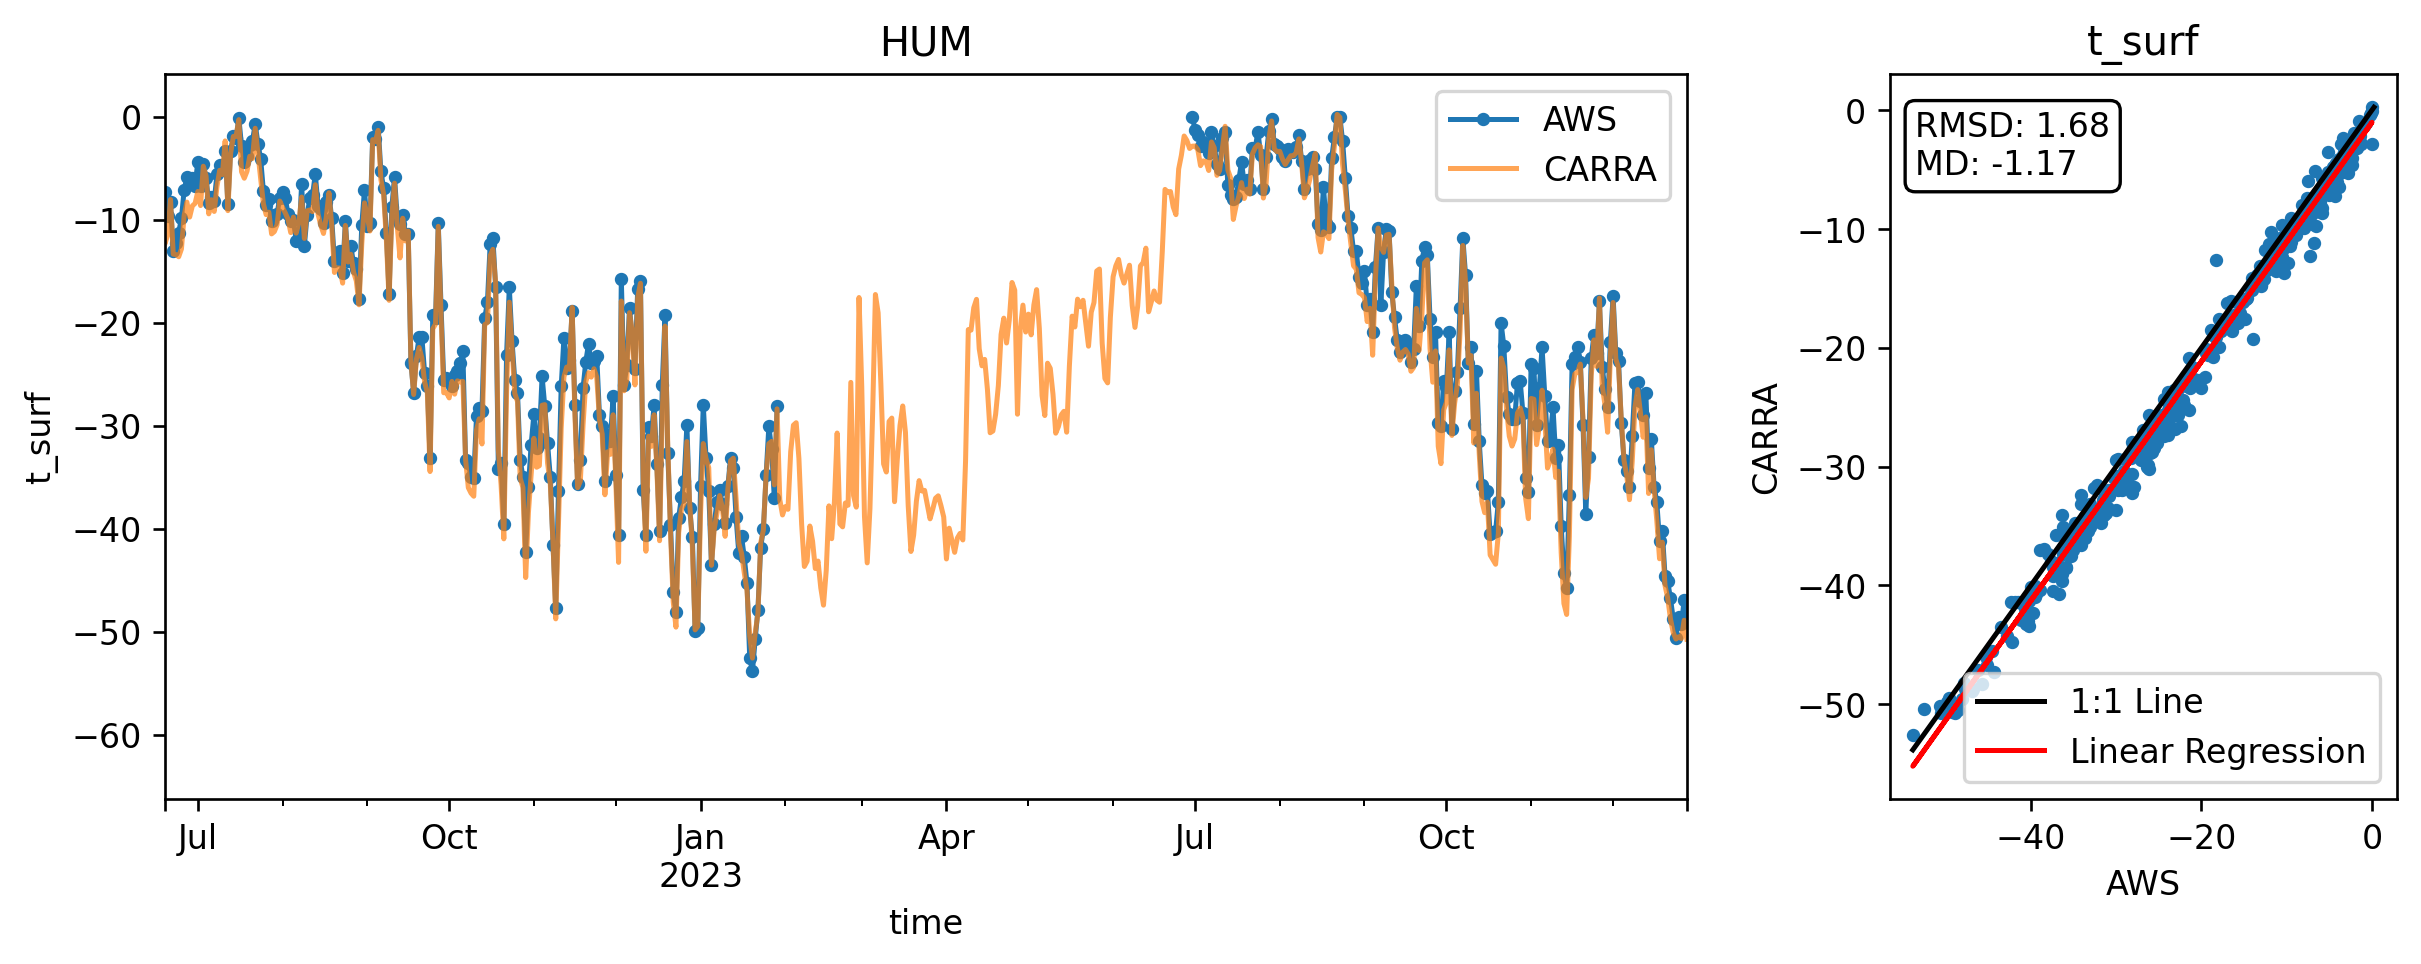 HUM
t_surf
0
−10
−20
−30
−40
−50
−60
AWS
CARRA
Jul
Oct
Jan
2023
Apr
Jul
Oct
time
t_surf
CARRA
0
−10
−20
−30
−40
−50
RMSD: 1.68
MD: -1.17
1:1 Line
Linear Regression
−40
−20
0
AWS